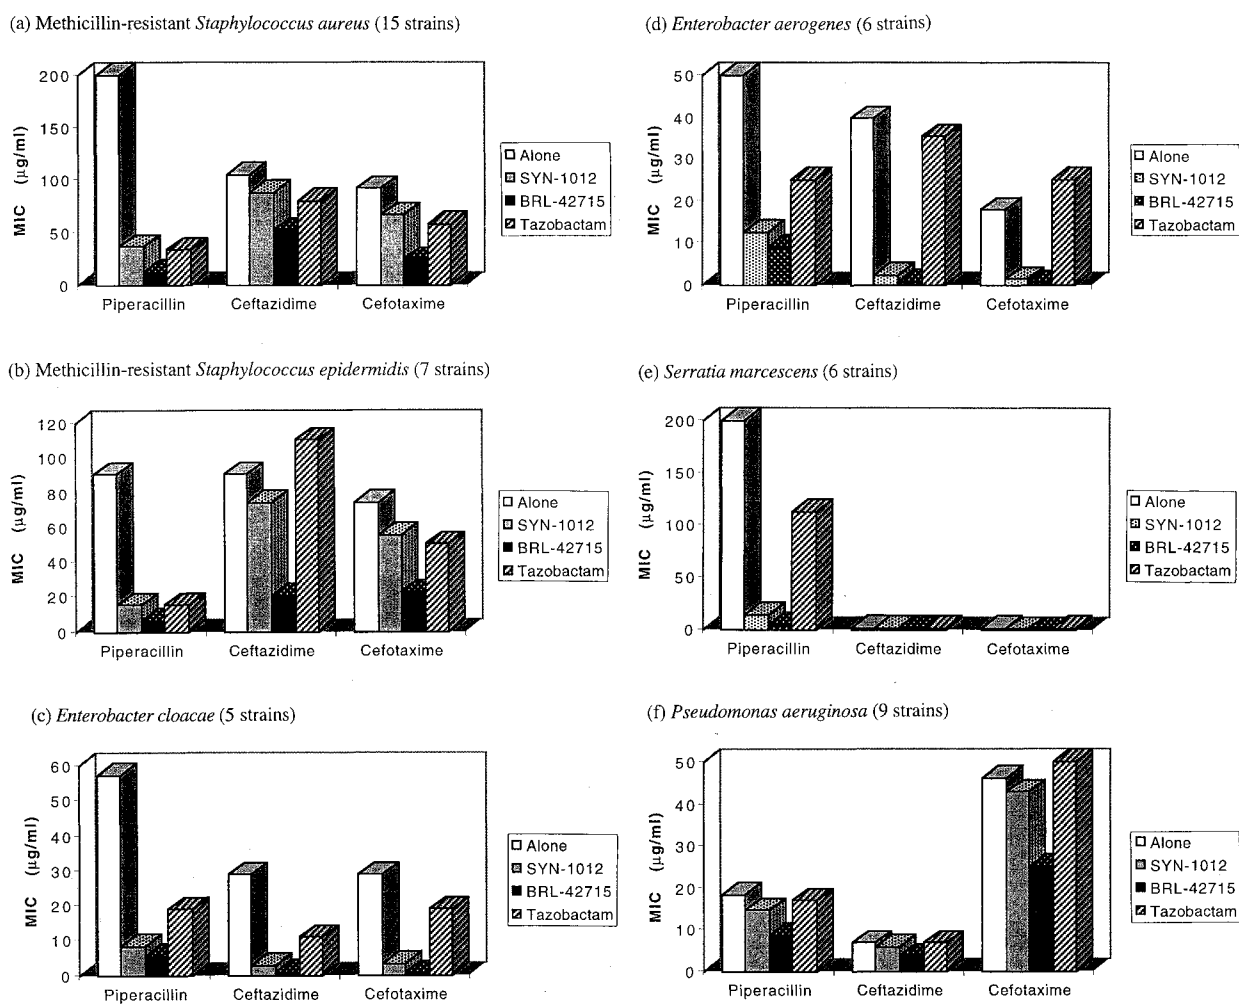 (a) Methicillin-resistant Staphylococcus aureus (15 strains)
200
150
100
50
0
MIC (µg/ml)
Piperacillin Ceftazidime Cefotaxime
Alone
SYN-1012
BRL-42715
Tazobactam
(b) Methicillin-resistant Staphylococcus epidermidis (7 strains)
120
100
80
60
40
20
0
MIC (µg/ml)
Piperacillin Ceftazidime Cefotaxime
Alone
SYN-1012
BRL-42715
Tazobactam
(c) Enterobacter cloacae (5 strains)
60
50
40
30
20
10
0
MIC (µg/ml)
Piperacillin Ceftazidime Cefotaxime
Alone
SYN-1012
BRL-42715
Tazobactam
(d) Enterobacter aerogenes (6 strains)
50
40
30
20
10
0
MIC (µg/ml)
Piperacillin Ceftazidime Cefotaxime
Alone
SYN-1012
BRL-42715
Tazobactam
(e) Serratia marcescens (6 strains)
200
150
100
50
0
MIC (µg/ml)
Piperacillin Ceftazidime Cefotaxime
Alone
SYN-1012
BRL-42715
Tazobactam
(f) Pseudomonas aeruginosa (9 strains)
50
40
30
20
10
0
MIC (µg/ml)
Piperacillin Ceftazidime Cefotaxime
Alone
SYN-1012
BRL-42715
Tazobactam